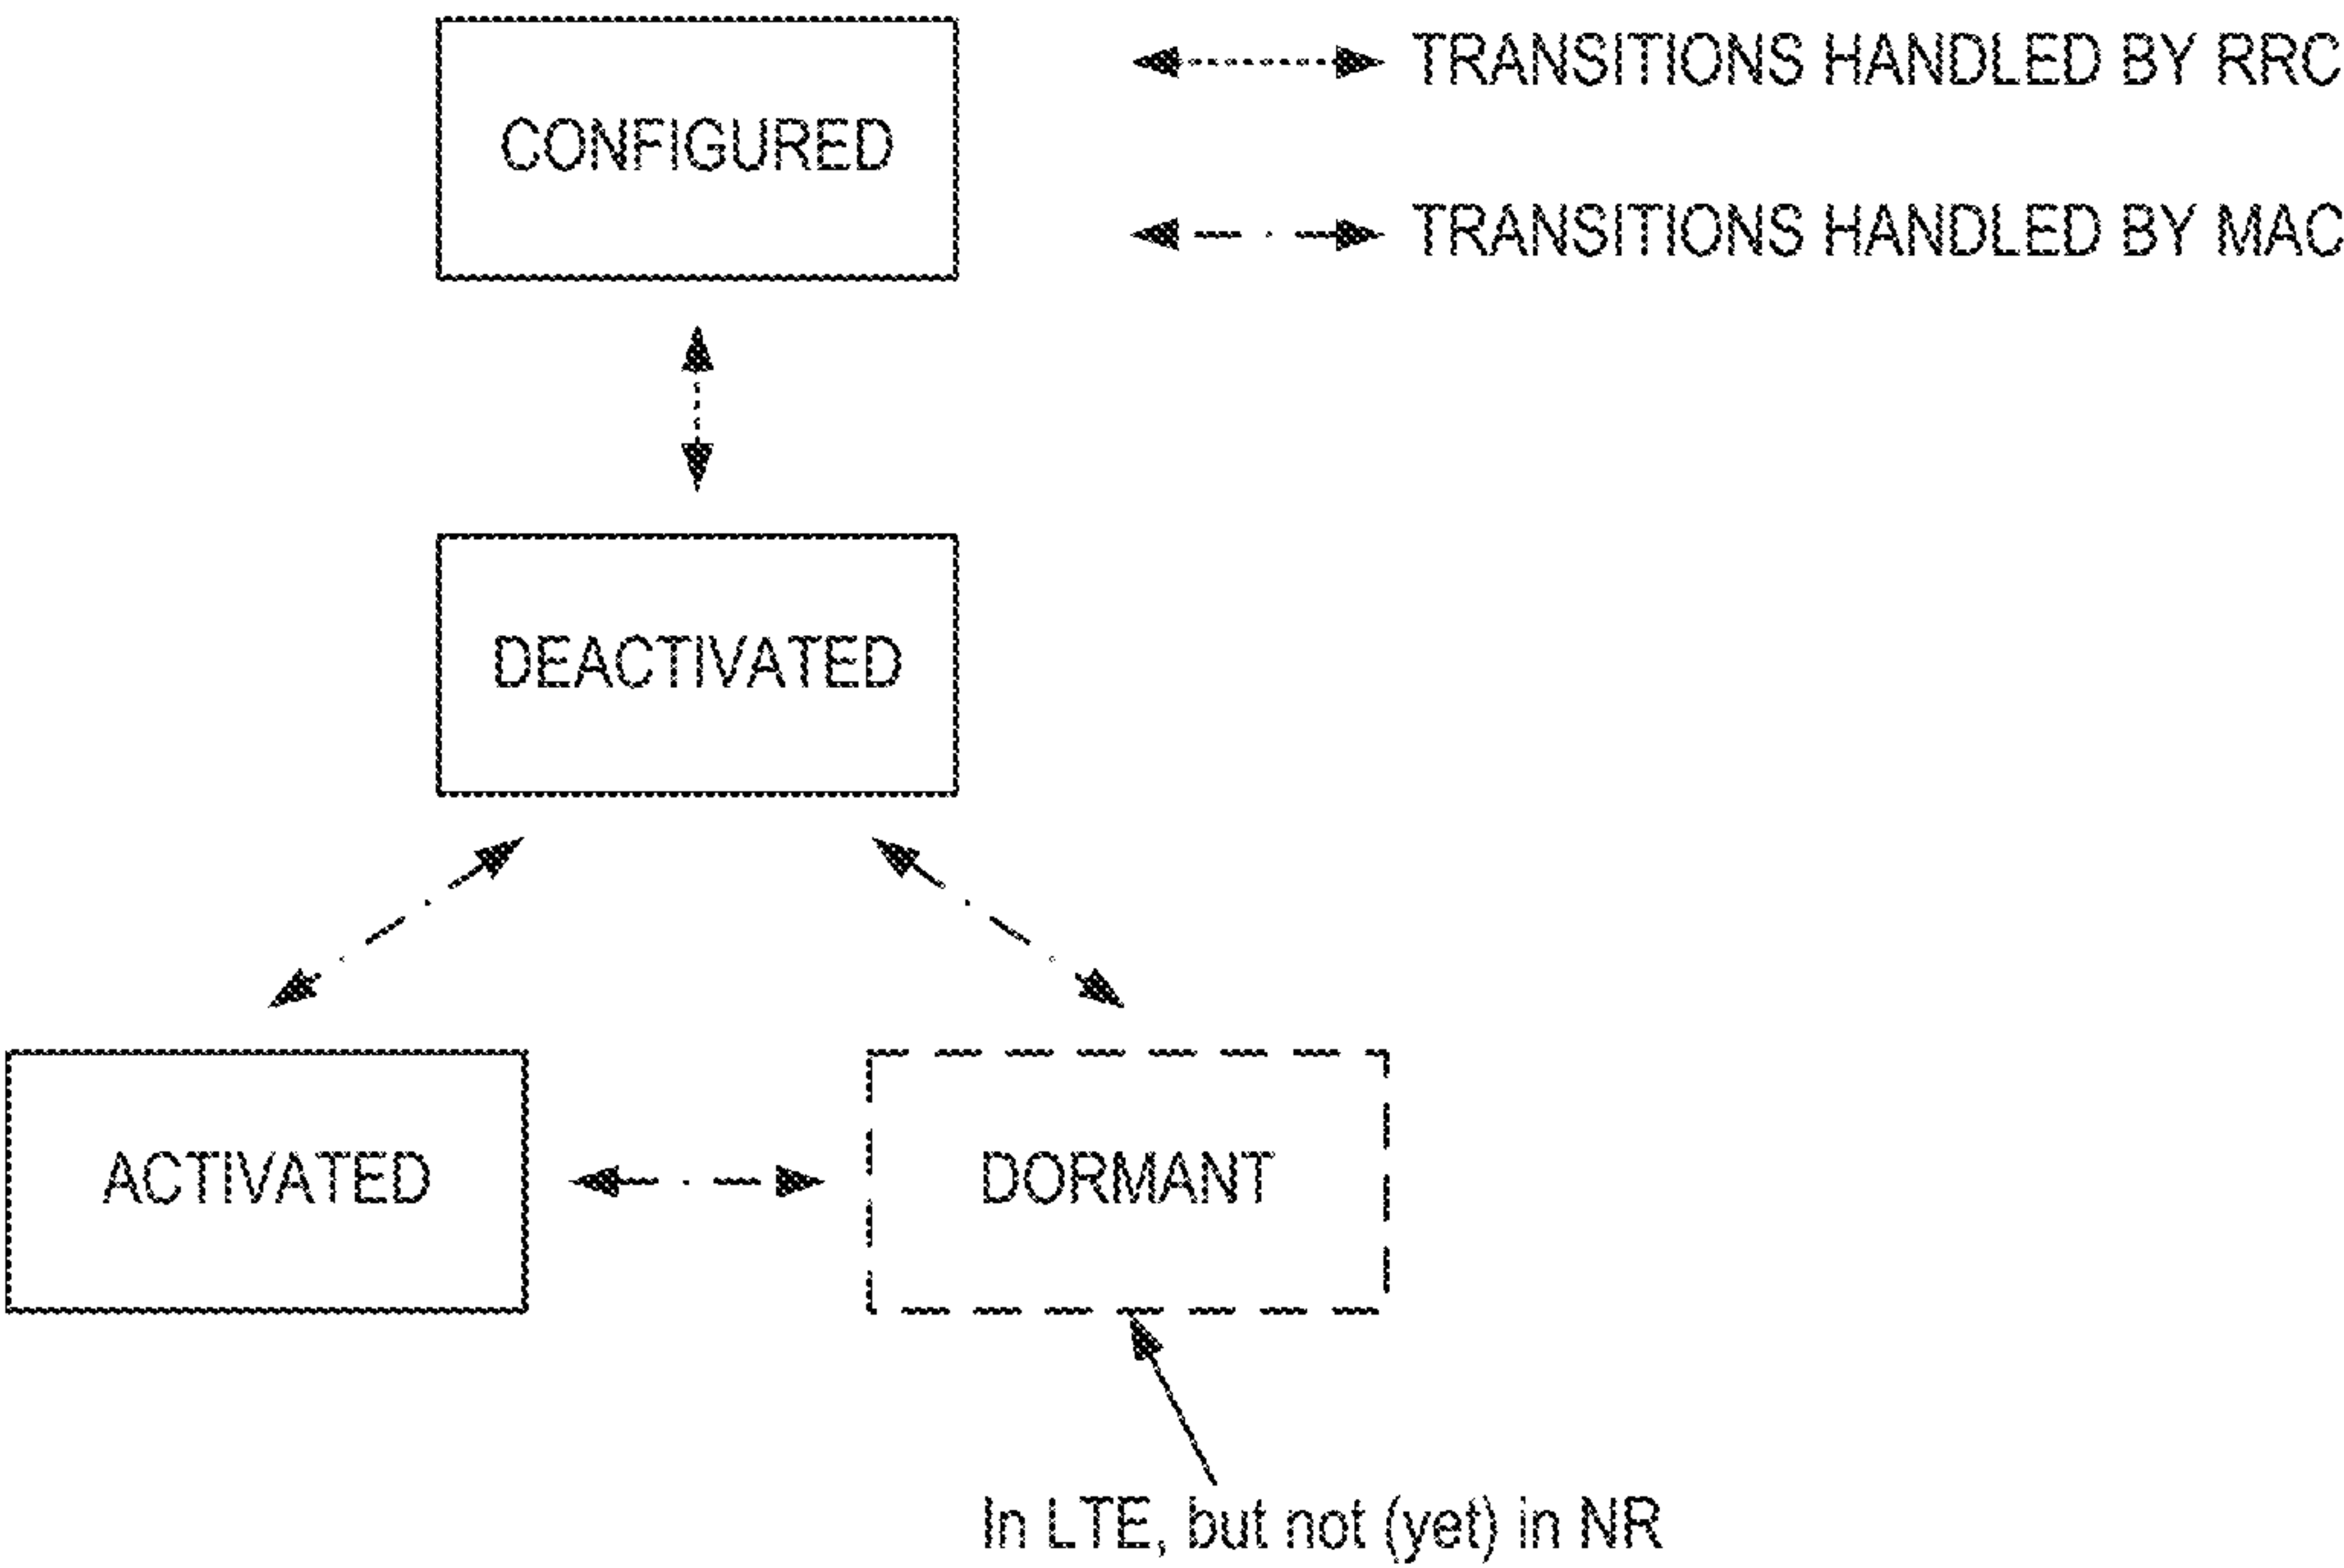 CONFIGURED
TRANSITIONS HANDLED BY RRC
TRANSITIONS HANDLED BY MAC
DEACTIVATED
ACTIVATED
DORMANT
In LTE, but not (yet) in NR